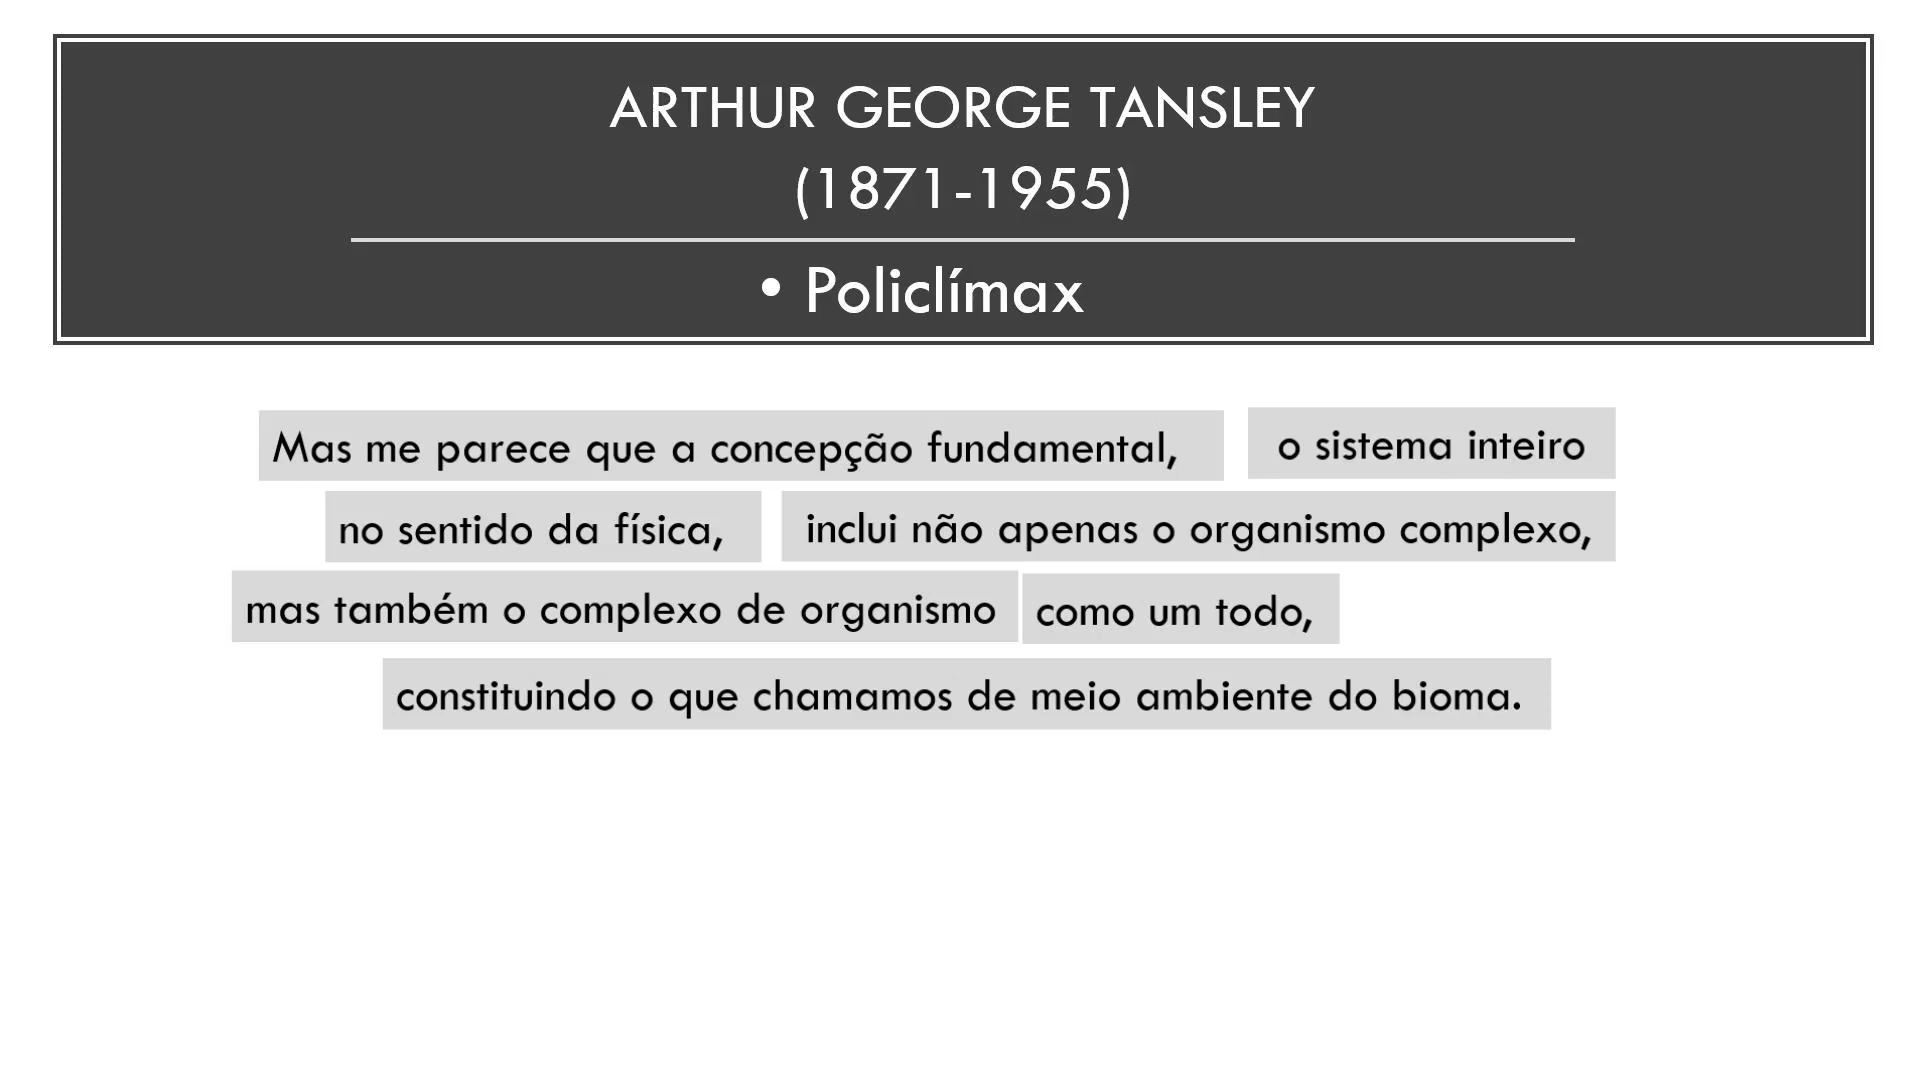 ARTHUR GEORGE TANSLEY
(1871-1955)
• Policlímax
Mas me parece que a concepção fundamental, o sistema inteiro
no sentido da física, inclui não apenas o organismo complexo,
mas também o complexo de organismo como um todo,
constituindo o que chamamos de meio ambiente do bioma.